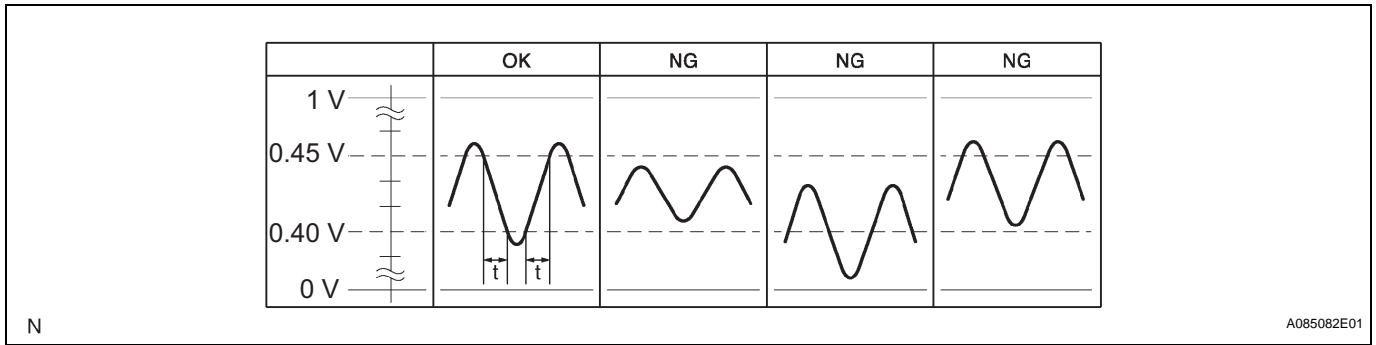 OK NG NG NG
1 V
0.45 V
0.40 V
t t
0 V
N A085082E01